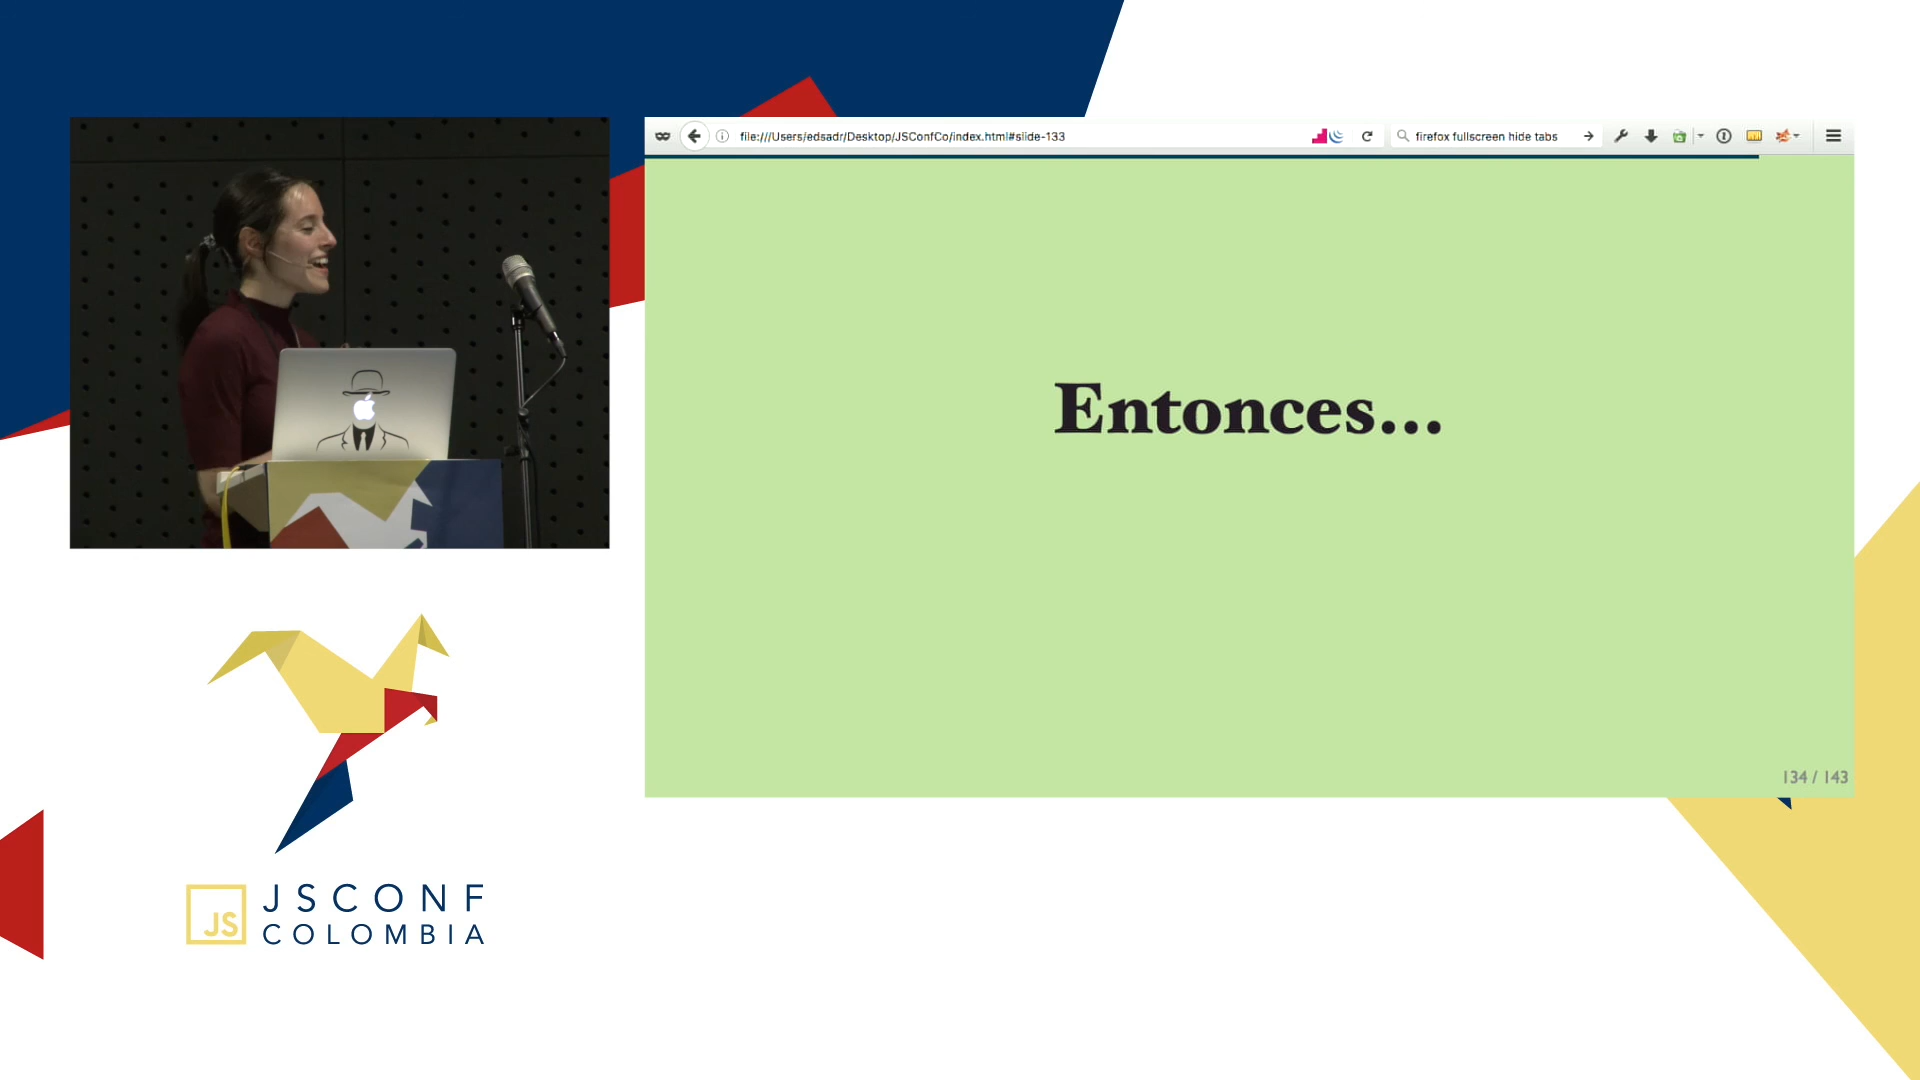 file:///Users/edsadr/Desktop/JSConfCo/index.html#slide-133
firefox fullscreen hide tabs
Entonces...
134 / 143
JS
JSCONF
COLOMBIA